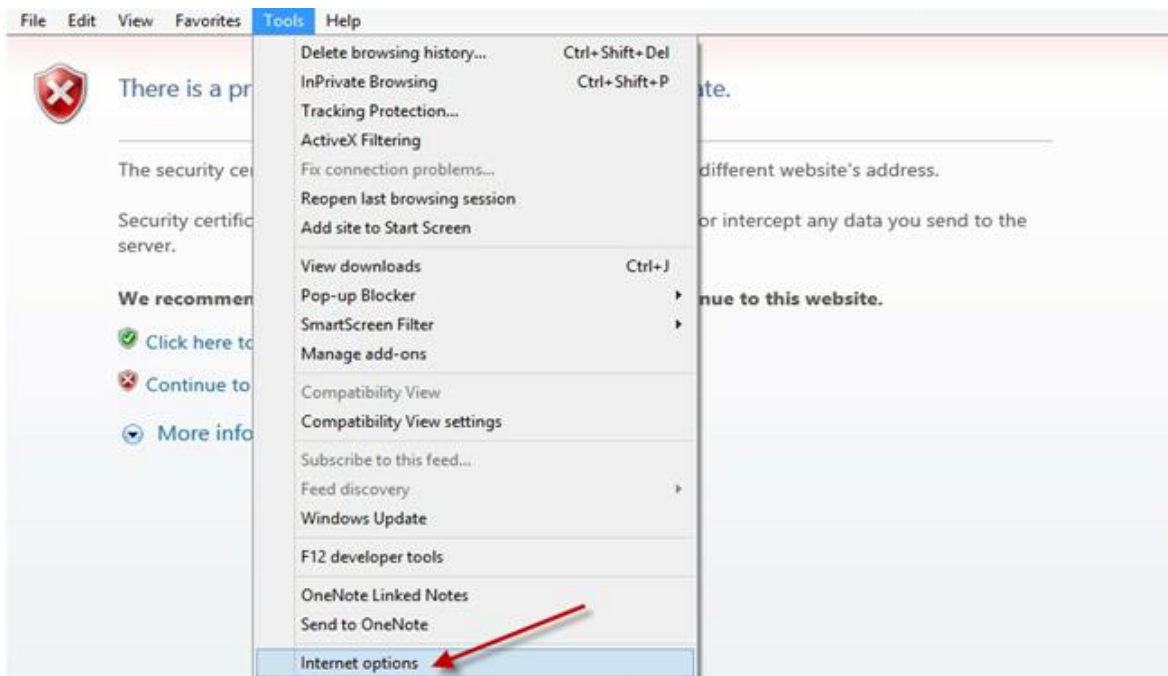 File Edit View Favorites Tools Help
Delete browsing history... Ctrl+Shift+Del
There is a pr
InPrivate Browsing Ctrl+Shift+P
ate.
Tracking Protection...
ActiveX Filtering
The security cer
Fix connection problems...
different website's address.
Reopen last browsing session
Security certific
Add site to Start Screen
or intercept any data you send to the
server.
View downloads Ctrl+J
We recommen
Pop-up Blocker
nue to this website.
SmartScreen Filter
Click here to
Manage add-ons
Continue to
Compatibility View
Compatibility View settings
More info
Subscribe to this feed...
Feed discovery
Windows Update
F12 developer tools
OneNote Linked Notes
Send to OneNote
Internet options